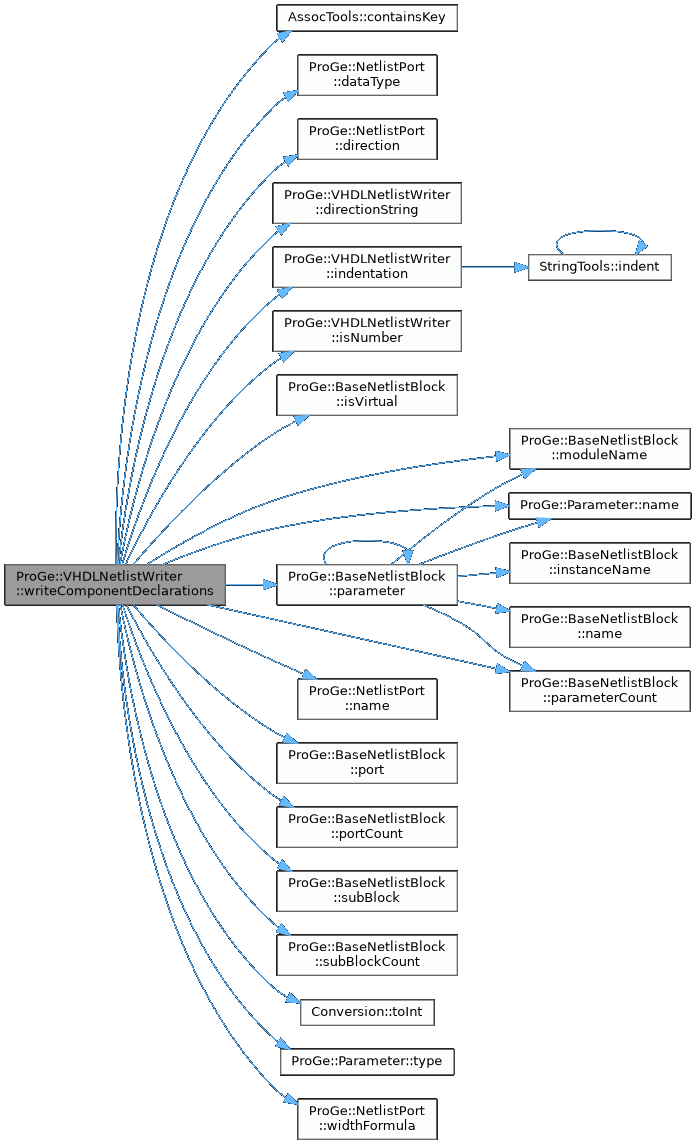 AssocTools::containsKey
ProGe::NetlistPort
::dataType
ProGe::NetlistPort
::direction
ProGe::VHDLNetlistWriter
::directionString
ProGe::VHDLNetlistWriter
::indentation
StringTools::indent
ProGe::VHDLNetlistWriter
::isNumber
ProGe::BaseNetlistBlock
::isVirtual
ProGe::BaseNetlistBlock
::moduleName
ProGe::Parameter::name
ProGe::VHDLNetlistWriter
::writeComponentDeclarations
ProGe::BaseNetlistBlock
::parameter
ProGe::BaseNetlistBlock
::instanceName
ProGe::BaseNetlistBlock
::name
ProGe::BaseNetlistBlock
::parameterCount
ProGe::NetlistPort
::name
ProGe::BaseNetlistBlock
::port
ProGe::BaseNetlistBlock
::portCount
ProGe::BaseNetlistBlock
::subBlock
ProGe::BaseNetlistBlock
::subBlockCount
Conversion::toInt
ProGe::Parameter::type
ProGe::NetlistPort
::widthFormula